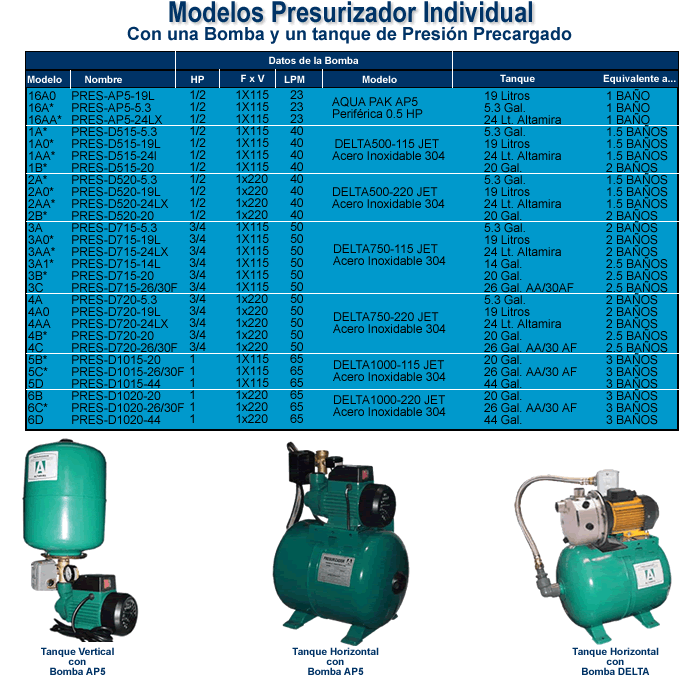 Modelos Presurizador Individual
Con una Bomba y un tanque de Presión Precargado
Datos de la Bomba
Modelo Nombre HP F x V LPM Modelo Tanque Equivalente a...
16A0 PRES-AP5-19L 1/2 1X115 23 19 Litros 1 BAÑO
AQUA PAK AP5
16A* PRES-AP5-5.3 1/2 1X115 23 5.3 Gal. 1 BAÑO
Periférica 0.5 HP
16AA* PRES-AP5-24LX 1/2 1X115 23 24 Lt. Altamira 1 BAÑO
1A* PRES-D515-5.3 1/2 1X115 40 5.3 Gal. 1.5 BAÑOS
1A0* PRES-D515-19L 1/2 1X115 40 DELTA500-115 JET 19 Litros 1.5 BAÑOS
1AA* PRES-D515-24l 1/2 1X115 40 Acero Inoxidable 304 24 Lt. Altamira 1.5 BAÑOS
1B* PRES-D515-20 1/2 1X115 40 20 Gal. 2 BAÑOS
2A* PRES-D520-5.3 1/2 1x220 40 5.3 Gal. 1.5 BAÑOS
2A0* PRES-D520-19L 1/2 1x220 40 DELTA500-220 JET 19 Litros 1.5 BAÑOS
2AA* PRES-D520-24LX 1/2 1x220 40 Acero Inoxidable 304 24 Lt. Altamira 1.5 BAÑOS
2B* PRES-D520-20 1/2 1x220 40 20 Gal. 2 BAÑOS
3A PRES-D715-5.3 3/4 1X115 50 5.3 Gal. 2 BAÑOS
3A0* PRES-D715-19L 3/4 1X115 50 19 Litros 2 BAÑOS
3AA* PRES-D715-24LX 3/4 1X115 50 DELTA750-115 JET 24 Lt. Altamira 2 BAÑOS
3A1* PRES-D715-14L 3/4 1X115 50 Acero Inoxidable 304 14 Gal. 2.5 BAÑOS
3B* PRES-D715-20 3/4 1X115 50 20 Gal. 2.5 BAÑOS
3C PRES-D715-26/30F 3/4 1X115 50 26 Gal. AA/30AF 2.5 BAÑOS
4A PRES-D720-5.3 3/4 1x220 50 5.3 Gal. 2 BAÑOS
4A0 PRES-D720-19L 3/4 1x220 50 19 Litros 2 BAÑOS
4AA PRES-D720-24LX 3/4 1x220 50 DELTA750-220 JET 24 Lt. Altamira 2 BAÑOS
4B* PRES-D720-20 3/4 1x220 50 Acero Inoxidable 304 20 Gal. 2.5 BAÑOS
4C PRES-D720-26/30F 3/4 1x220 50 26 Gal. AA/30 AF 2.5 BAÑOS
5B* PRES-D1015-20 1 1X115 65 20 Gal. 3 BAÑOS
DELTA1000-115 JET
5C* PRES-D1015-26/30F 1 1X115 65 26 Gal. AA/30 AF 3 BAÑOS
Acero Inoxidable 304
5D PRES-D1015-44 1 1X115 65 44 Gal. 3 BAÑOS
6B PRES-D1020-20 1 1x220 65 20 Gal. 3 BAÑOS
DELTA1000-220 JET
6C* PRES-D1020-26/30F 1 1x220 65 26 Gal. AA/30 AF 3 BAÑOS
Acero Inoxidable 304
6D PRES-D1020-44 1 1x220 65 44 Gal. 3 BAÑOS
A
A
Tanque Vertical
con
Bomba AP5
Tanque Horizontal
con
Bomba AP5
Tanque Horizontal
con
Bomba DELTA